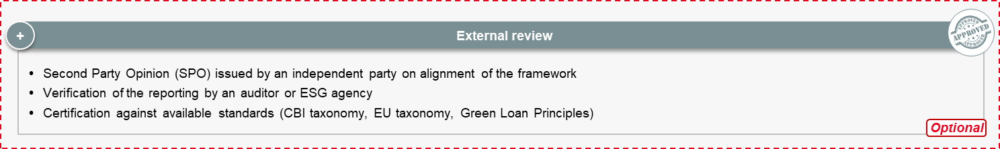 +
External review
APPROVED
APPROVED
APPROVED
• Second Party Opinion (SPO) issued by an independent party on alignment of the framework
• Verification of the reporting by an auditor or ESG agency
• Certification against available standards (CBI taxonomy, EU taxonomy, Green Loan Principles)
Optional